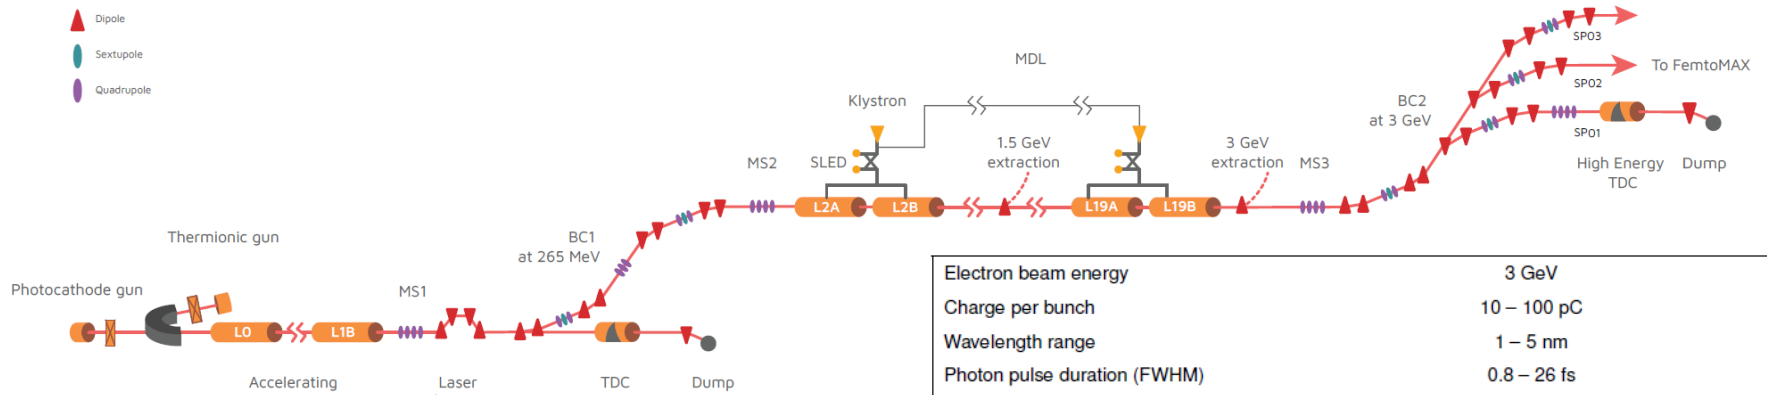 Dipole
Sextupole
Quadrupole
Thermionic gun
Photocathode gun
L0
L1B
Accelerating
MS1
Laser
BC1
at 265 MeV
TDC
Dump
MS2
SLED
Klystron
MDL
L2A
L2B
1.5 GeV
extraction
L19A
L19B
3 GeV
extraction
MS3
BC2
at 3 GeV
SP03
SP02
SP01
To FemtoMAX
High Energy
TDC
Dump
Electron beam energy 3 GeV
Charge per bunch 10 – 100 pC
Wavelength range 1 – 5 nm
Photon pulse duration (FWHM) 0.8 – 26 fs